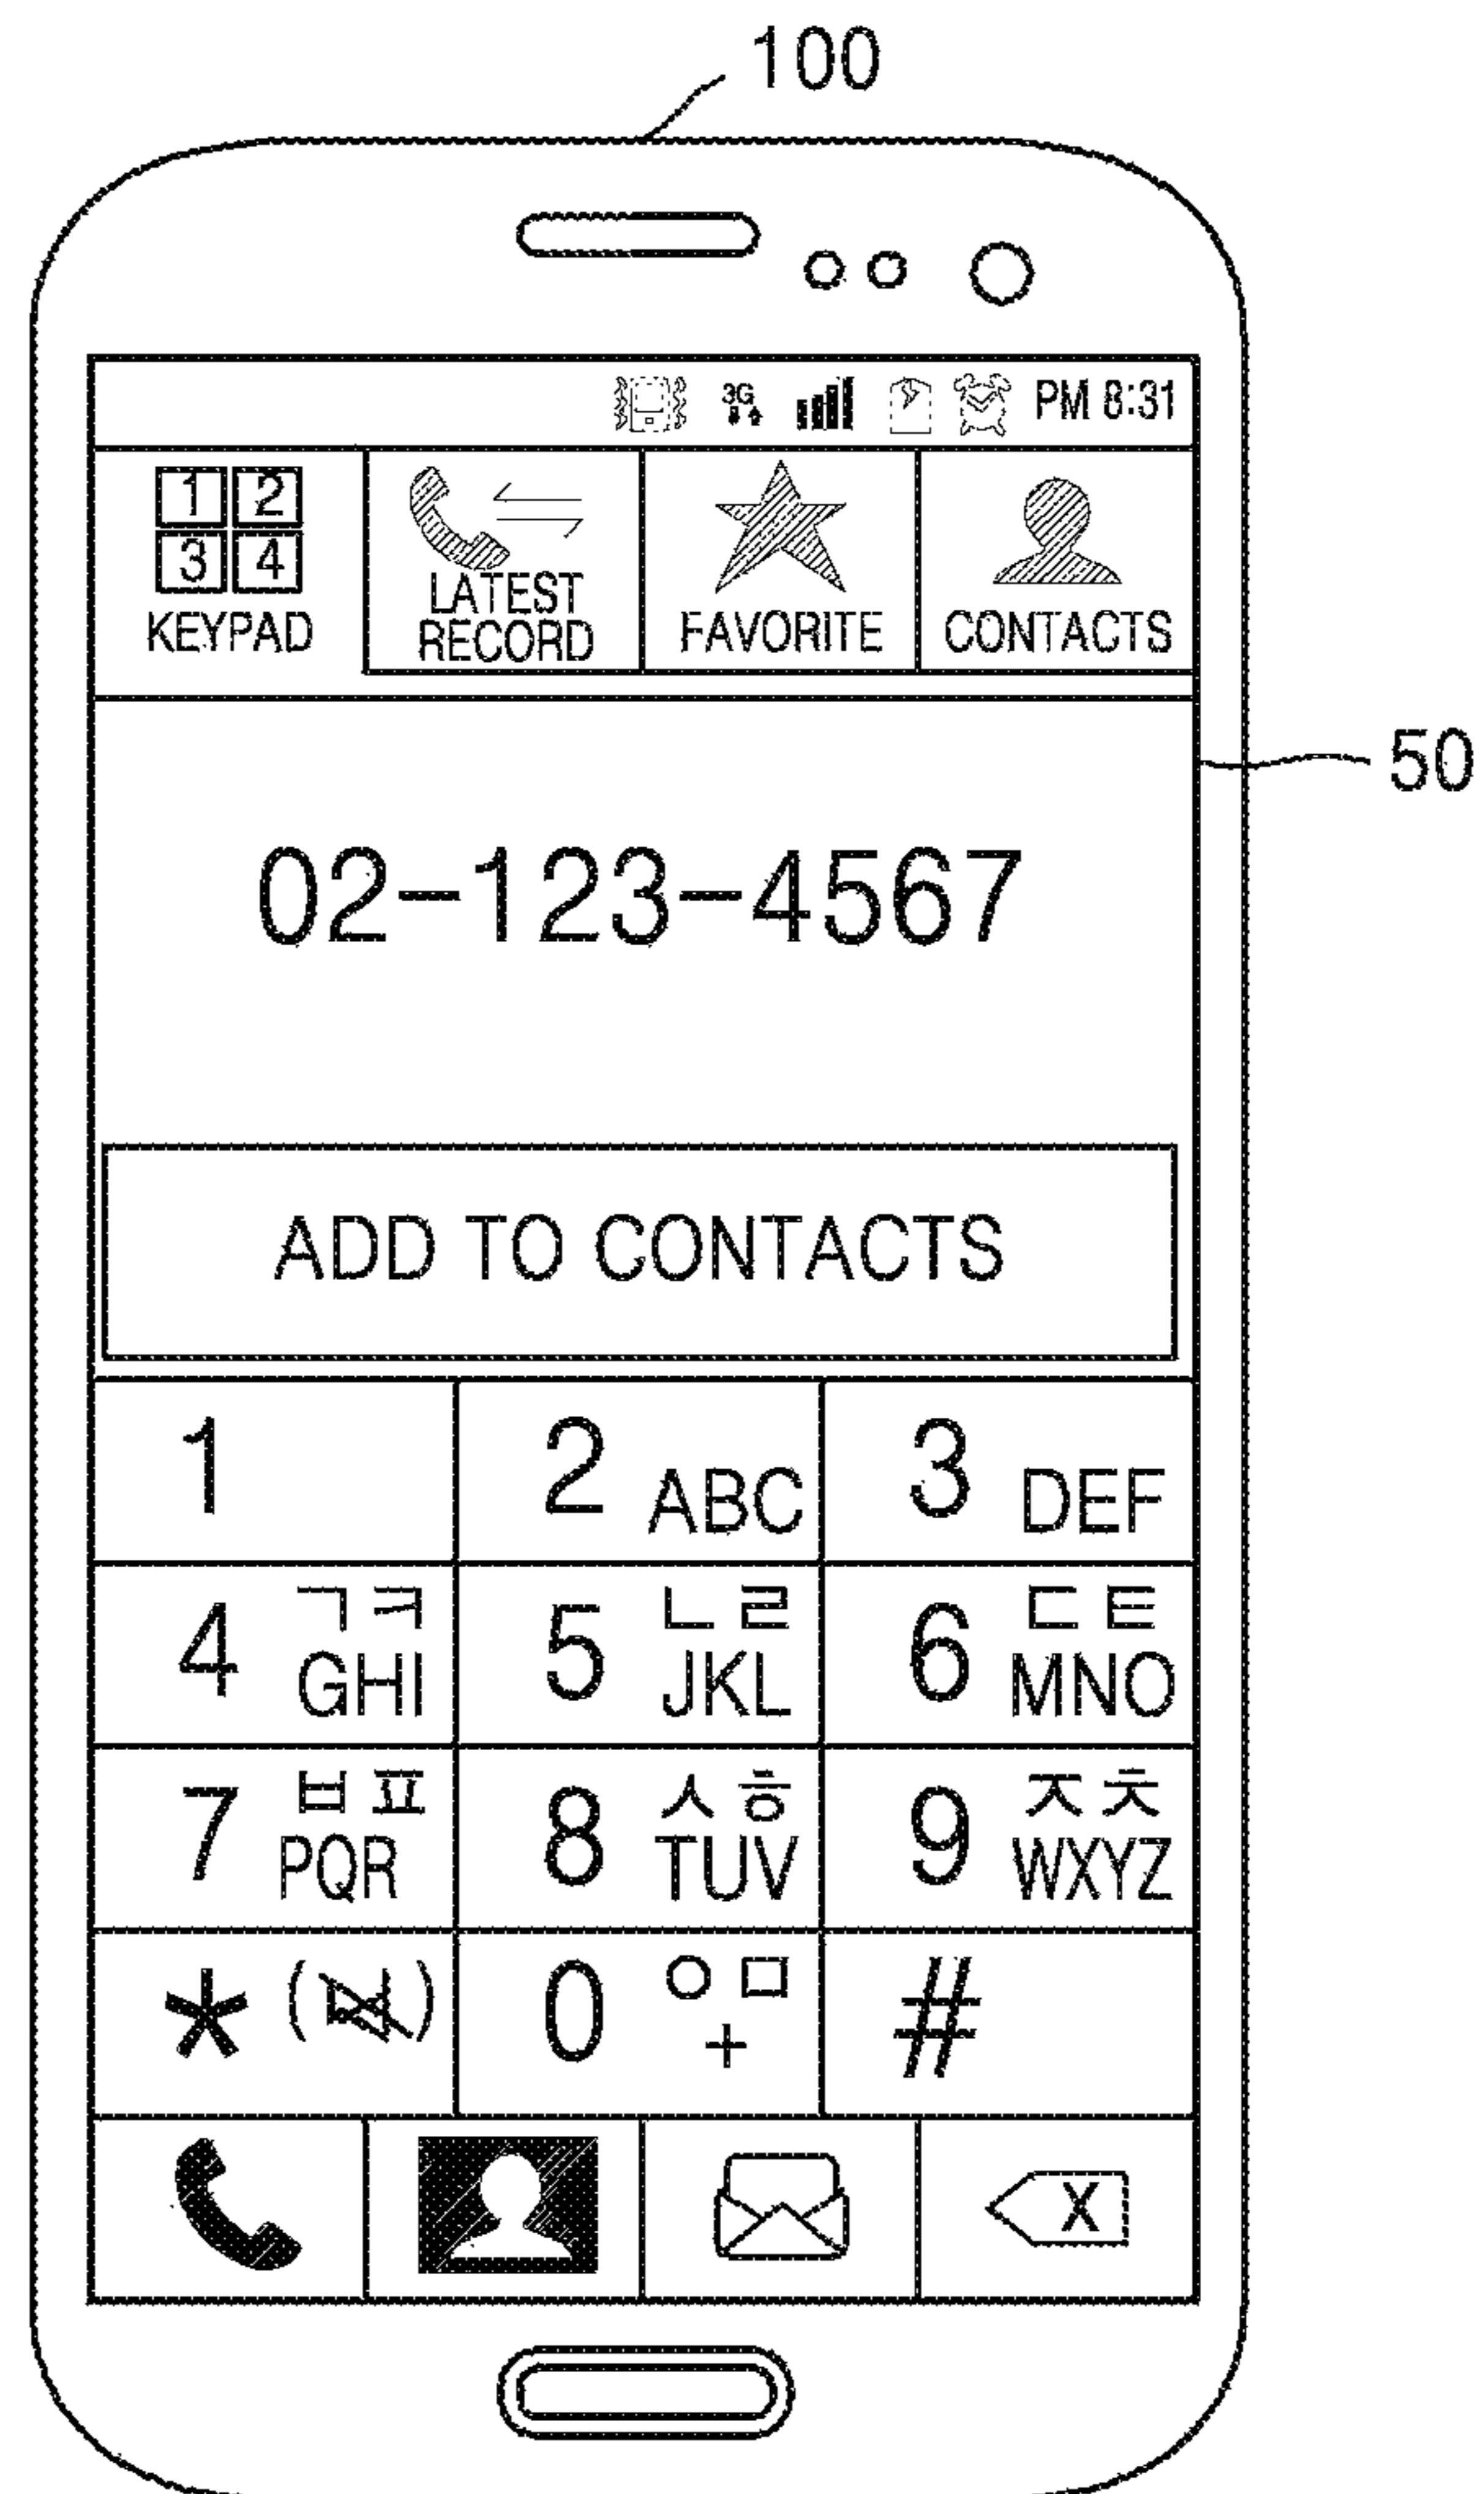 100
3G PM 8:31
1 2
3 4
KEYPAD
LATEST
RECORD
FAVORITE
CONTACTS
50
02-123-4567
ADD TO CONTACTS
1 2 ABC 3 DEF
4 ㄱㅋ GHI 5 ㄴㄹ JKL 6 ㄷㅌ MNO
7 ㅂㅍ PQR 8 ㅅㅎ TUV 9 ㅈㅊ WXYZ
* ( ) 0 ㅇㅁ + #
X